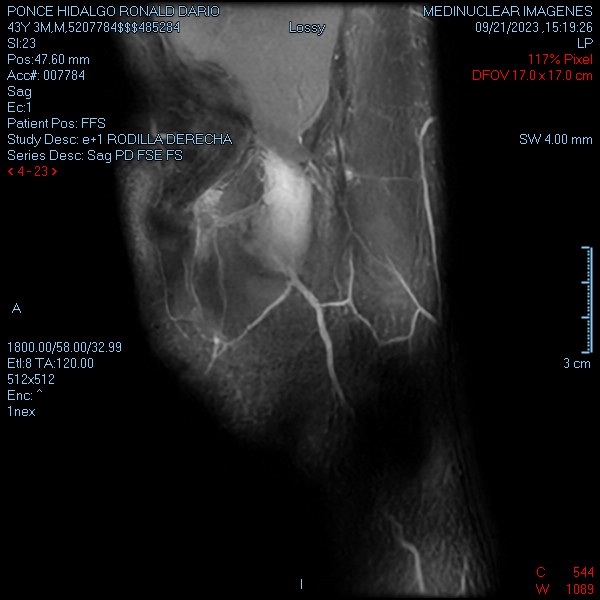 PONCE HIDALGO RONALD DARIO
43Y 3M,M,5207784$$$485284
Sl:23
Pos:47.60 mm
Acc#: 007784
Sag
Ec:1
Patient Pos: FFS
Study Desc: e+1 RODILLA DERECHA
Series Desc: Sag PD FSE FS
< 4 - 23 >
Lossy
MEDINUCLEAR IMAGENES
09/21/2023 ,15:19:26
LP
117% Pixel
DFOV 17.0 x 17.0 cm
SW 4.00 mm
A
1800.00/58.00/32.99
Etl:8 TA:120.00
512x512
Enc: ^
1nex
3 cm
I
C 544
W 1089